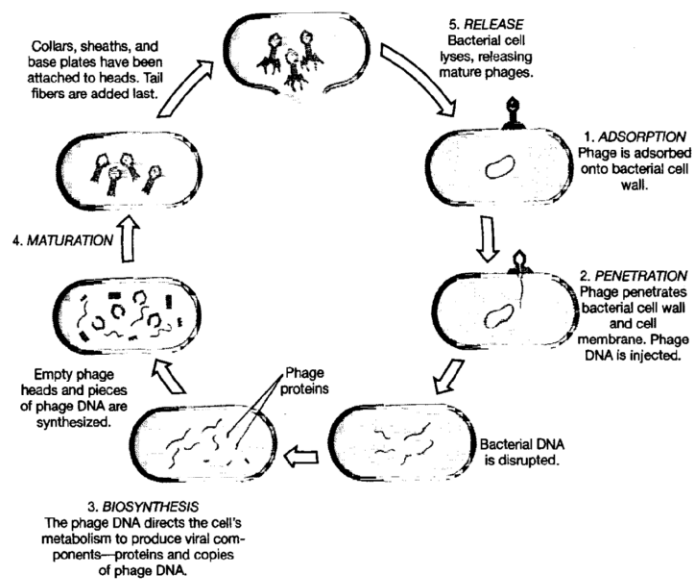 5. RELEASE
Bacterial cell
lyses, releasing
mature phages.
1. ADSORPTION
Phage is adsorbed
onto bacterial cell
wall.
2. PENETRATION
Phage penetrates
bacterial cell wall
and cell
membrane. Phage
DNA is injected.
Bacterial DNA
is disrupted.
Phage
proteins
3. BIOSYNTHESIS
The phage DNA directs the cell's
metabolism to produce viral com-
ponents—proteins and copies
of phage DNA.
Empty phage
heads and pieces
of phage DNA are
synthesized.
4. MATURATION
Collars, sheaths, and
base plates have been
attached to heads. Tail
fibers are added last.